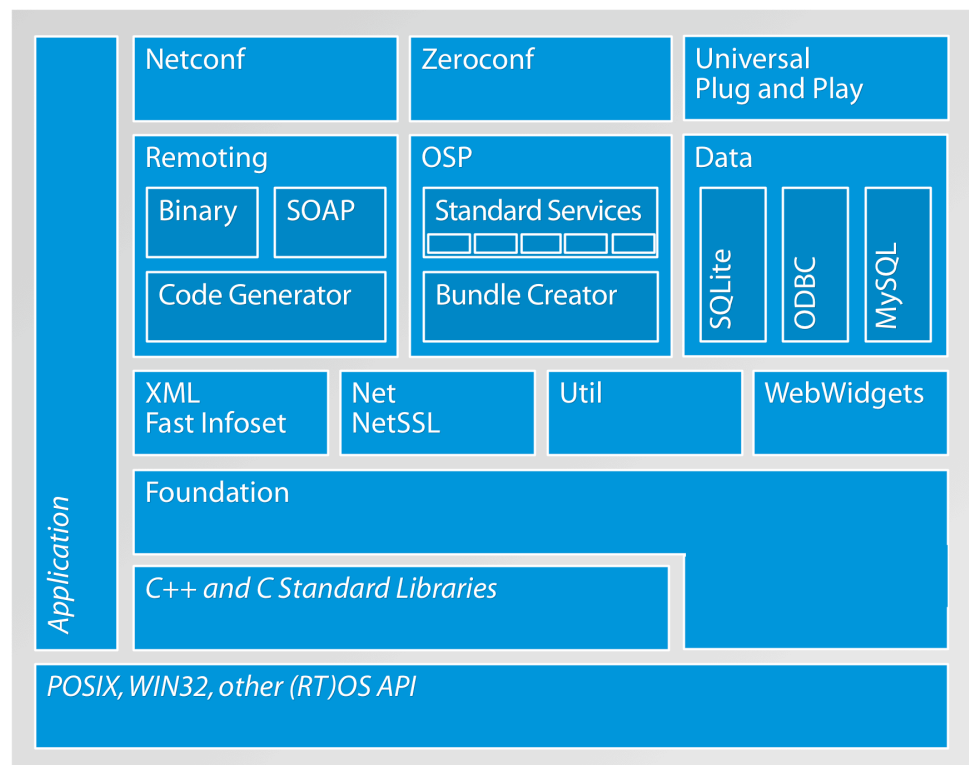 Netconf
Zeroconf
Universal
Plug and Play
Remoting
Binary
SOAP
Code Generator
OSP
Standard Services
Bundle Creator
Data
SQLite
ODBC
MySQL
XML
Fast Infoset
Net
NetSSL
Util
WebWidgets
Foundation
C++ and C Standard Libraries
Application
POSIX, WIN32, other (RT)OS API